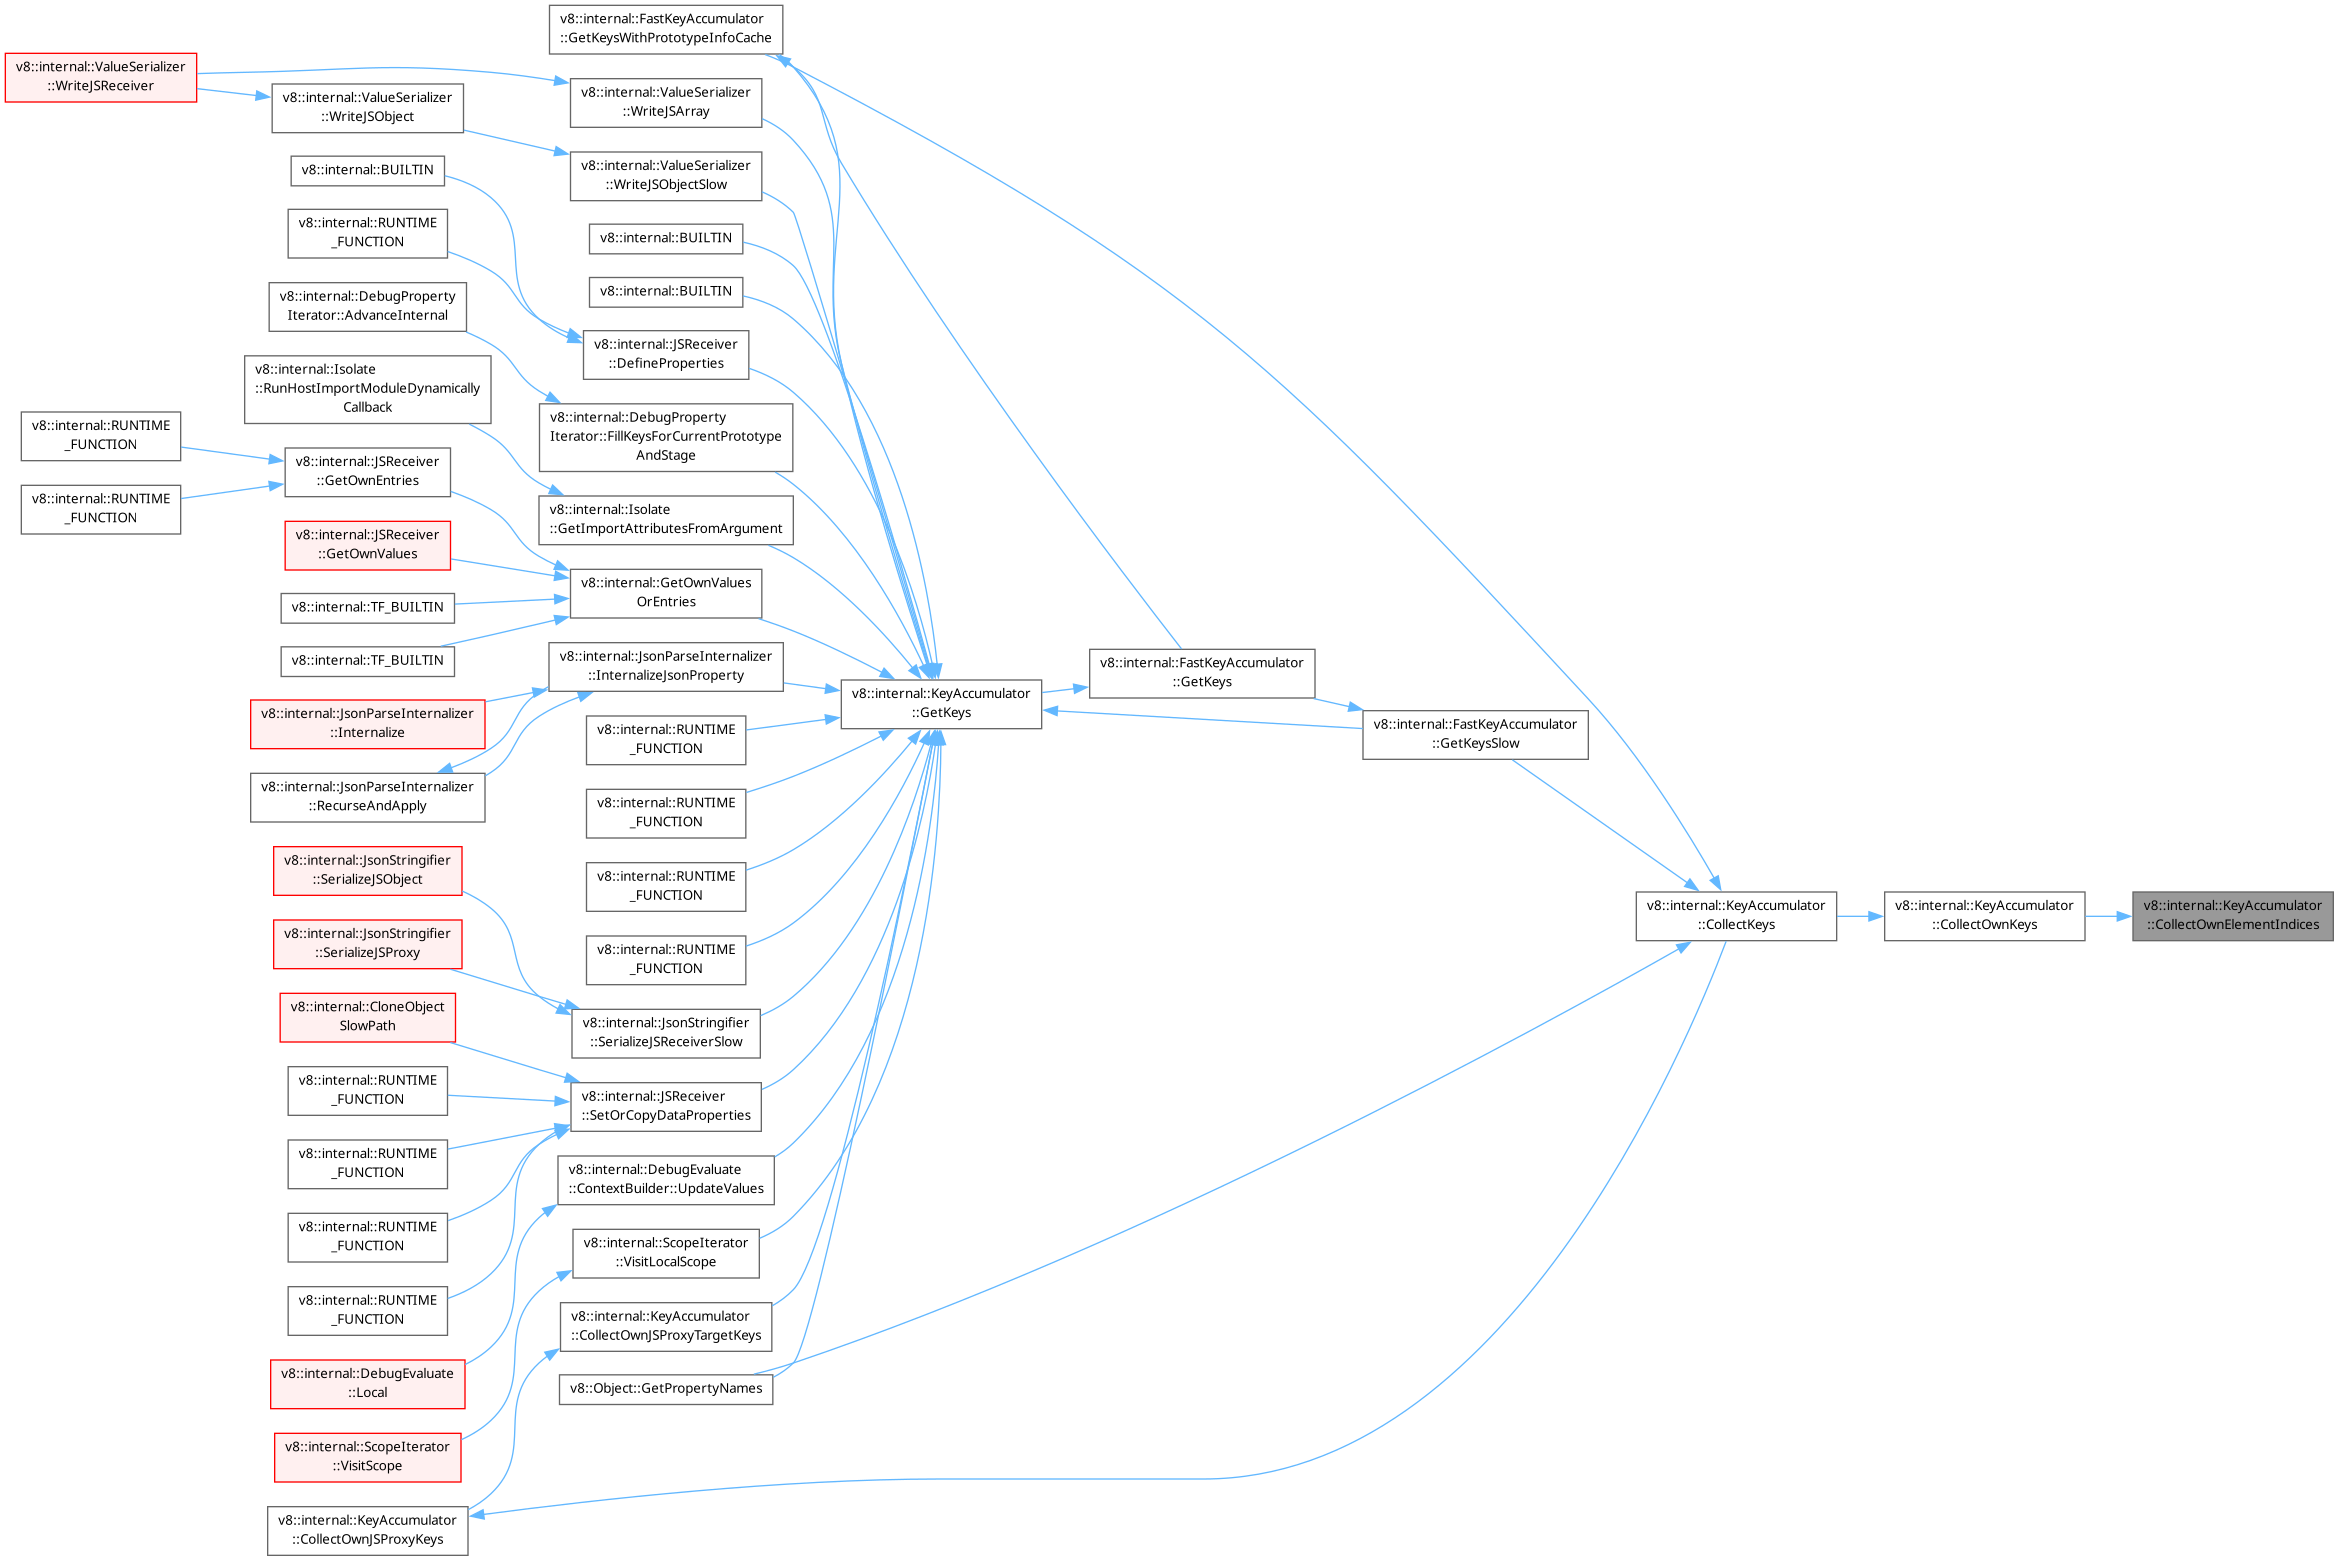 v8::internal::FastKeyAccumulator
::GetKeysWithPrototypeInfoCache
v8::internal::ValueSerializer
::WriteJSReceiver
v8::internal::ValueSerializer
::WriteJSObject
v8::internal::ValueSerializer
::WriteJSArray
v8::internal::BUILTIN
v8::internal::ValueSerializer
::WriteJSObjectSlow
v8::internal::RUNTIME
_FUNCTION
v8::internal::BUILTIN
v8::internal::DebugProperty
Iterator::AdvanceInternal
v8::internal::BUILTIN
v8::internal::Isolate
::RunHostImportModuleDynamically
Callback
v8::internal::JSReceiver
::DefineProperties
v8::internal::RUNTIME
_FUNCTION
v8::internal::RUNTIME
_FUNCTION
v8::internal::JSReceiver
::GetOwnEntries
v8::internal::DebugProperty
Iterator::FillKeysForCurrentPrototype
AndStage
v8::internal::JSReceiver
::GetOwnValues
v8::internal::Isolate
::GetImportAttributesFromArgument
v8::internal::TF_BUILTIN
v8::internal::GetOwnValues
OrEntries
v8::internal::TF_BUILTIN
v8::internal::JsonParseInternalizer
::InternalizeJsonProperty
v8::internal::JsonParseInternalizer
::Internalize
v8::internal::RUNTIME
_FUNCTION
v8::internal::KeyAccumulator
::GetKeys
v8::internal::FastKeyAccumulator
::GetKeys
v8::internal::FastKeyAccumulator
::GetKeysSlow
v8::internal::JsonParseInternalizer
::RecurseAndApply
v8::internal::RUNTIME
_FUNCTION
v8::internal::JsonStringifier
::SerializeJSObject
v8::internal::RUNTIME
_FUNCTION
v8::internal::KeyAccumulator
::CollectKeys
v8::internal::KeyAccumulator
::CollectOwnKeys
v8::internal::KeyAccumulator
::CollectOwnElementIndices
v8::internal::JsonStringifier
::SerializeJSProxy
v8::internal::RUNTIME
_FUNCTION
v8::internal::CloneObject
SlowPath
v8::internal::JsonStringifier
::SerializeJSReceiverSlow
v8::internal::RUNTIME
_FUNCTION
v8::internal::JSReceiver
::SetOrCopyDataProperties
v8::internal::RUNTIME
_FUNCTION
v8::internal::DebugEvaluate
::ContextBuilder::UpdateValues
v8::internal::RUNTIME
_FUNCTION
v8::internal::ScopeIterator
::VisitLocalScope
v8::internal::RUNTIME
_FUNCTION
v8::internal::KeyAccumulator
::CollectOwnJSProxyTargetKeys
v8::internal::DebugEvaluate
::Local
v8::Object::GetPropertyNames
v8::internal::ScopeIterator
::VisitScope
v8::internal::KeyAccumulator
::CollectOwnJSProxyKeys